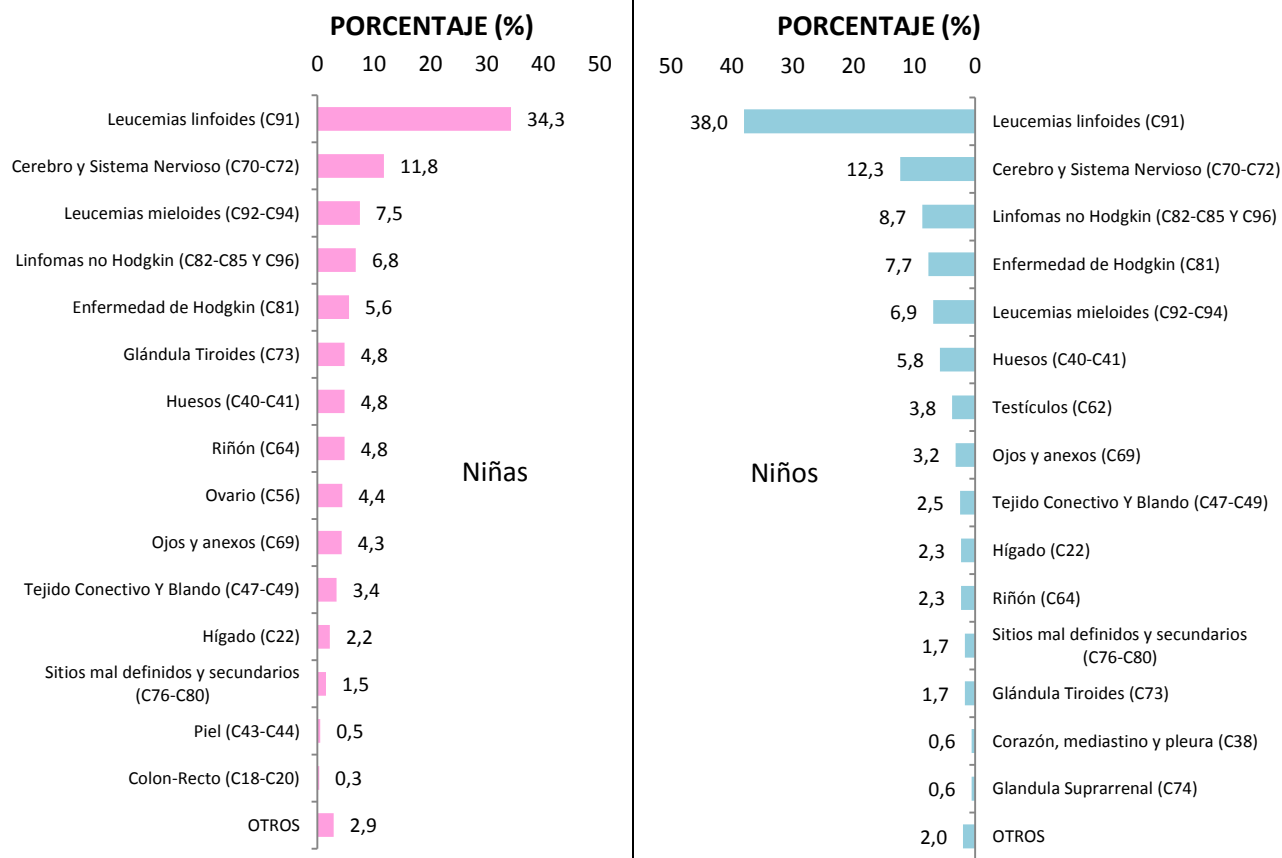 PORCENTAJE (%)
0 10 20 30 40 50
Leucemias linfoides (C91) 34,3
Cerebro y Sistema Nervioso (C70-C72) 11,8
Leucemias mieloides (C92-C94) 7,5
Linfomas no Hodgkin (C82-C85 Y C96) 6,8
Enfermedad de Hodgkin (C81) 5,6
Glándula Tiroides (C73) 4,8
Huesos (C40-C41) 4,8
Riñón (C64) 4,8
Niñas
Ovario (C56) 4,4
Ojos y anexos (C69) 4,3
Tejido Conectivo Y Blando (C47-C49) 3,4
Hígado (C22) 2,2
Sitios mal definidos y secundarios
(C76-C80) 1,5
Piel (C43-C44) 0,5
Colon-Recto (C18-C20) 0,3
OTROS 2,9
PORCENTAJE (%)
50 40 30 20 10 0
38,0 Leucemias linfoides (C91)
12,3 Cerebro y Sistema Nervioso (C70-C72)
8,7 Linfomas no Hodgkin (C82-C85 Y C96)
7,7 Enfermedad de Hodgkin (C81)
6,9 Leucemias mieloides (C92-C94)
5,8 Huesos (C40-C41)
3,8 Testículos (C62)
3,2 Ojos y anexos (C69)
Niños
2,5 Tejido Conectivo Y Blando (C47-C49)
2,3 Hígado (C22)
2,3 Riñón (C64)
1,7 Sitios mal definidos y secundarios
(C76-C80)
1,7 Glándula Tiroides (C73)
0,6 Corazón, mediastino y pleura (C38)
0,6 Glandula Suprarrenal (C74)
2,0 OTROS